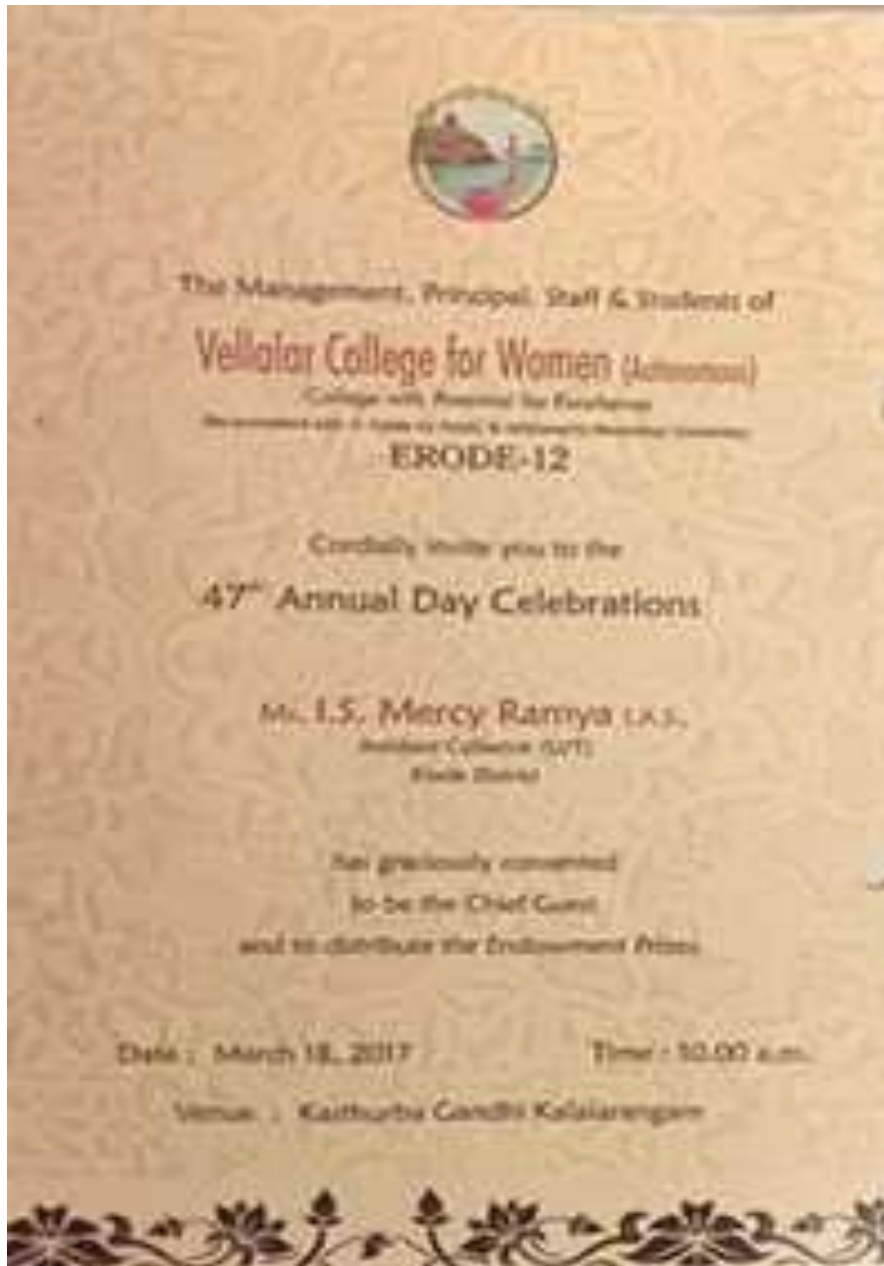 The Management, Principal, Staff & Students of
Vellalar College for Women (Autonomous)
College with Potential for Excellence
ERODE-12
Cordially invite you to the
47th Annual Day Celebrations
Ms. I.S. Mercy Ramya I.A.S.,
Assistant Collector (U/T)
Erode District
has graciously consented
to be the Chief Guest
and to distribute the Endowment Prizes
Date : March 18, 2017 Time : 10.00 a.m.
Venue : Kasthurba Gandhi Kalaiarangam